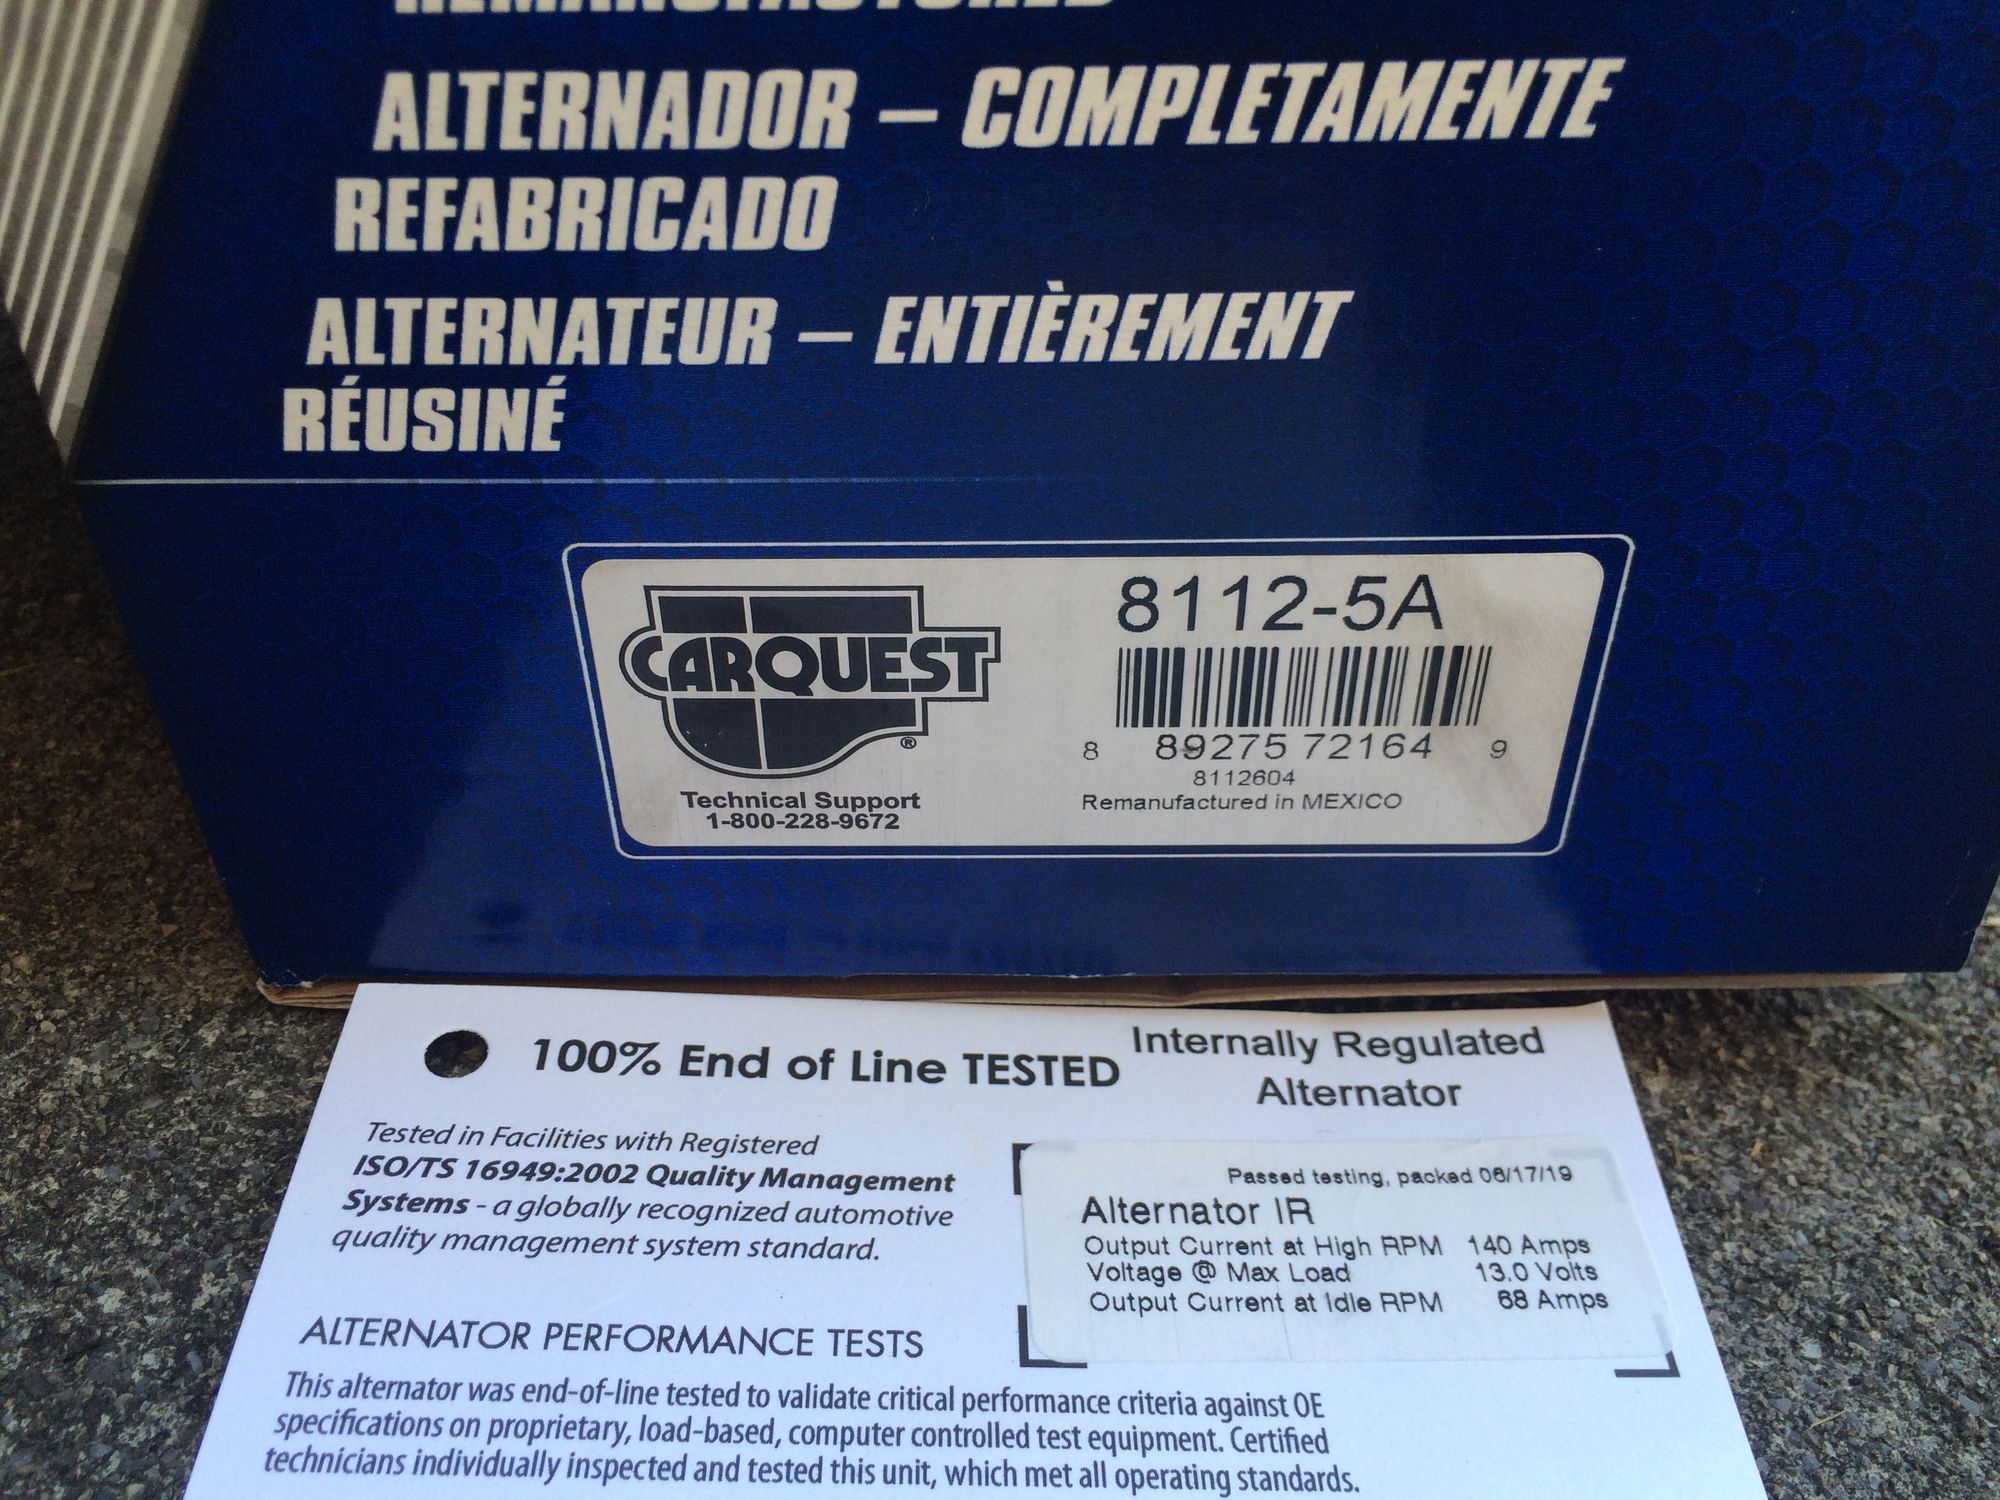 REMANUFACTURED
ALTERNADOR – COMPLETAMENTE
REFABRICADO
ALTERNATEUR – ENTIÈREMENT
RÉUSINÉ
CARQUEST
®
Technical Support
1-800-228-9672
8112-5A
8 89275 72164 9
8112604
Remanufactured in MEXICO
100% End of Line TESTED
Internally Regulated
Alternator
Tested in Facilities with Registered
ISO/TS 16949:2002 Quality Management
Systems - a globally recognized automotive
quality management system standard.
Passed testing, packed 06/17/19
Alternator IR
Output Current at High RPM 140 Amps
Voltage @ Max Load 13.0 Volts
Output Current at Idle RPM 68 Amps
ALTERNATOR PERFORMANCE TESTS
This alternator was end-of-line tested to validate critical performance criteria against OE
specifications on proprietary, load-based, computer controlled test equipment. Certified
technicians individually inspected and tested this unit, which met all operating standards.